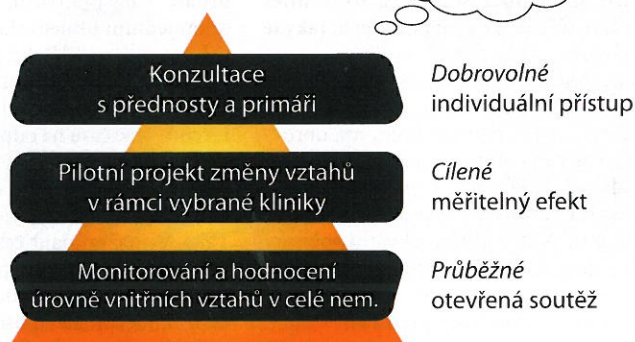 Konzultace
s přednosty a primáři
Dobrovolné
individuální přístup
Pilotní projekt změny vztahů
v rámci vybrané kliniky
Cílené
měřitelný efekt
Monitorování a hodnocení
úrovně vnitřních vztahů v celé nem.
Průběžné
otevřená soutěž